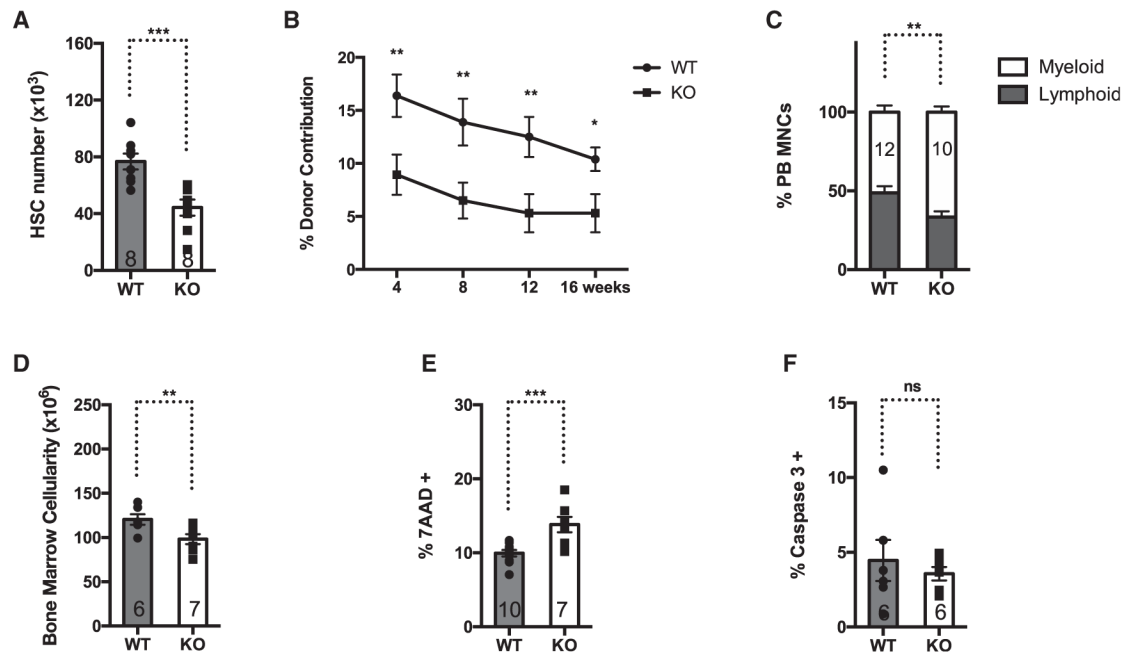 A
HSC number (x10³)
160
120
80
40
0
***
8
8
WT
KO
B
% Donor Contribution
20
15
10
5
0
**
**
**
*
WT
KO
4
8
12
16 weeks
C
% PB MNCs
100
50
0
**
12
10
WT
KO
Myeloid
Lymphoid
D
Bone Marrow Cellularity (x10⁶)
250
200
150
100
50
0
**
6
7
WT
KO
E
% 7AAD +
30
20
10
0
***
10
7
WT
KO
F
% Caspase 3 +
15
10
5
0
ns
6
6
WT
KO